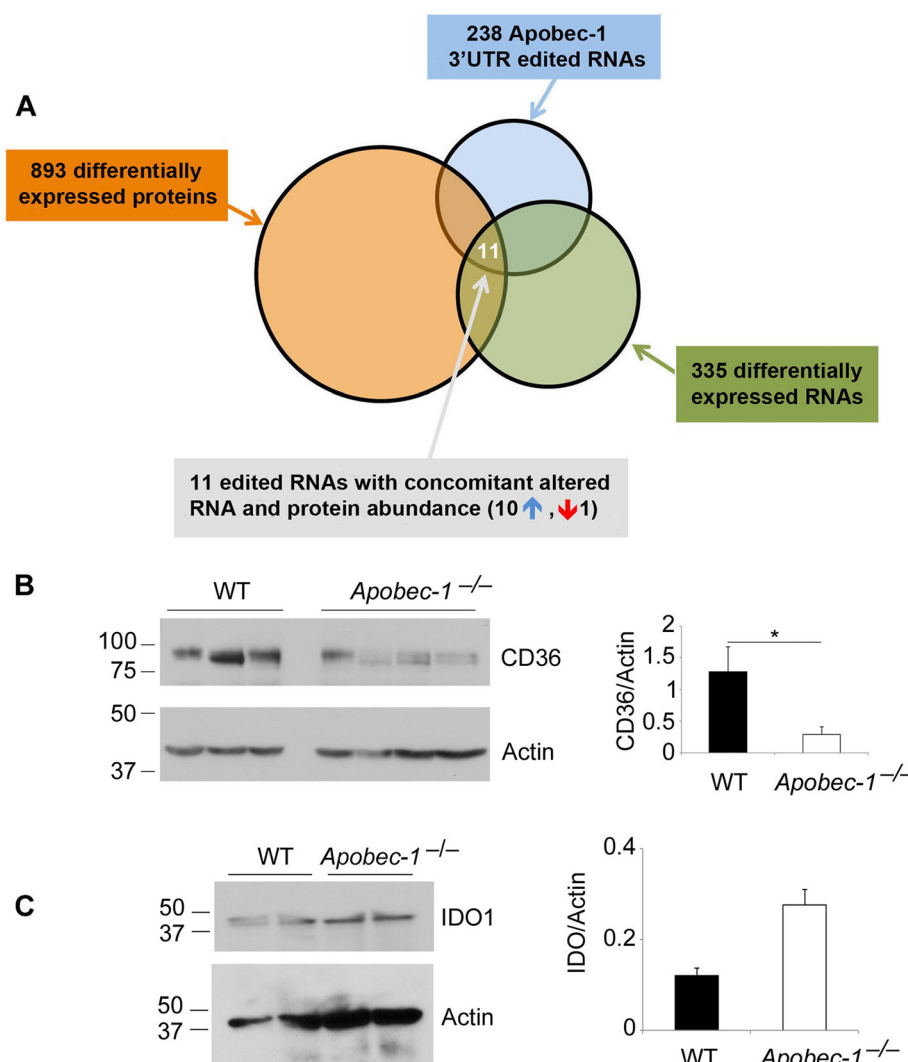 238 Apobec-1
3'UTR edited RNAs
A
893 differentially
expressed proteins
11
335 differentially
expressed RNAs
11 edited RNAs with concomitant altered
RNA and protein abundance (10 ↑ , ↓ 1)
B
WT Apobec-1 –/–
100
75
CD36
50
37
Actin
CD36/Actin
2
1.5
1
0.5
0
*
WT Apobec-1 –/–
C
WT Apobec-1 –/–
50
37
IDO1
50
37
Actin
IDO/Actin
0.4
0.2
0
WT Apobec-1 –/–